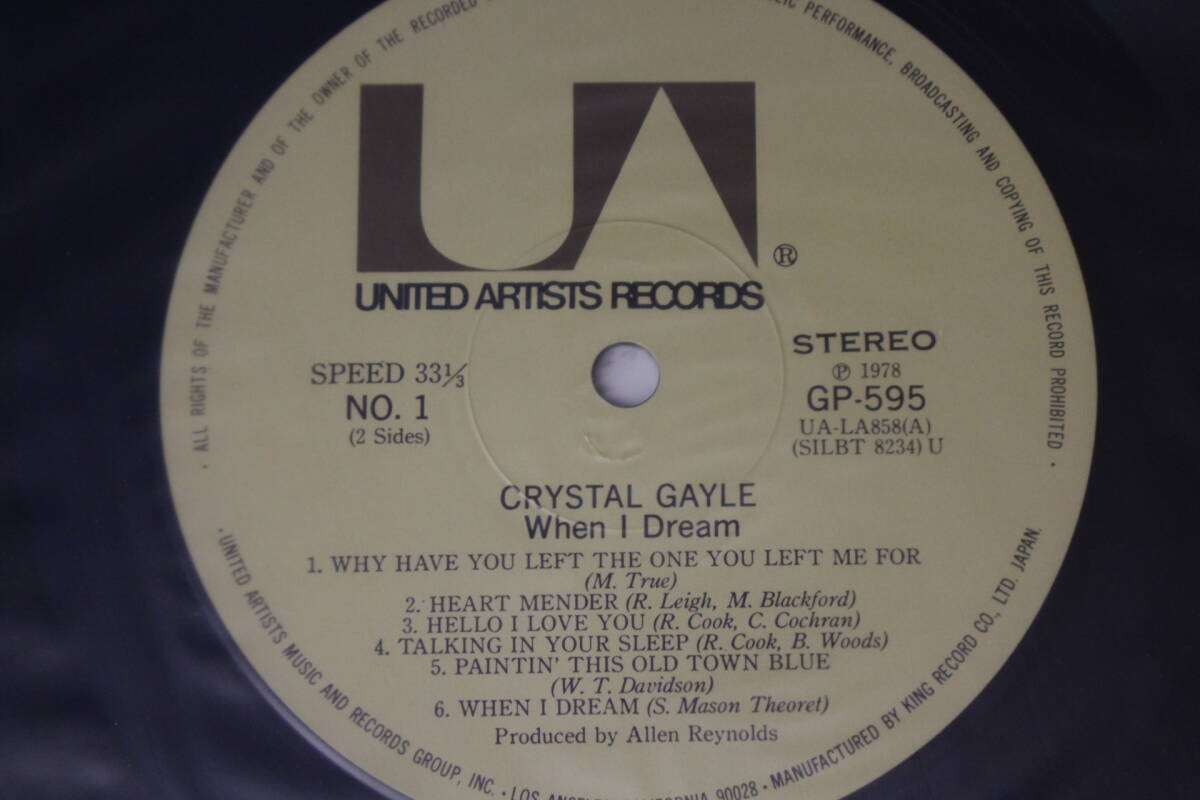 · ALL RIGHTS OF THE MANUFACTURER AND OF THE OWNER OF THE RECORDED
PERFORMANCE, BROADCASTING AND COPYING OF THIS RECORD PROHIBITED ·
UA
®
UNITED ARTISTS RECORDS
SPEED 33⅓
NO. 1
(2 Sides)
STEREO
℗ 1978
GP-595
UA-LA858(A)
(SILBT 8234) U
CRYSTAL GAYLE
When I Dream
1. WHY HAVE YOU LEFT THE ONE YOU LEFT ME FOR
(M. True)
2. HEART MENDER (R. Leigh, M. Blackford)
3. HELLO I LOVE YOU (R. Cook, C. Cochran)
4. TALKING IN YOUR SLEEP (R. Cook, B. Woods)
5. PAINTIN' THIS OLD TOWN BLUE
(W. T. Davidson)
6. WHEN I DREAM (S. Mason Theoret)
Produced by Allen Reynolds
· UNITED ARTISTS MUSIC AND RECORDS GROUP, INC. · LOS 90028 · MANUFACTURED BY KING RECORD CO., LTD. JAPAN.